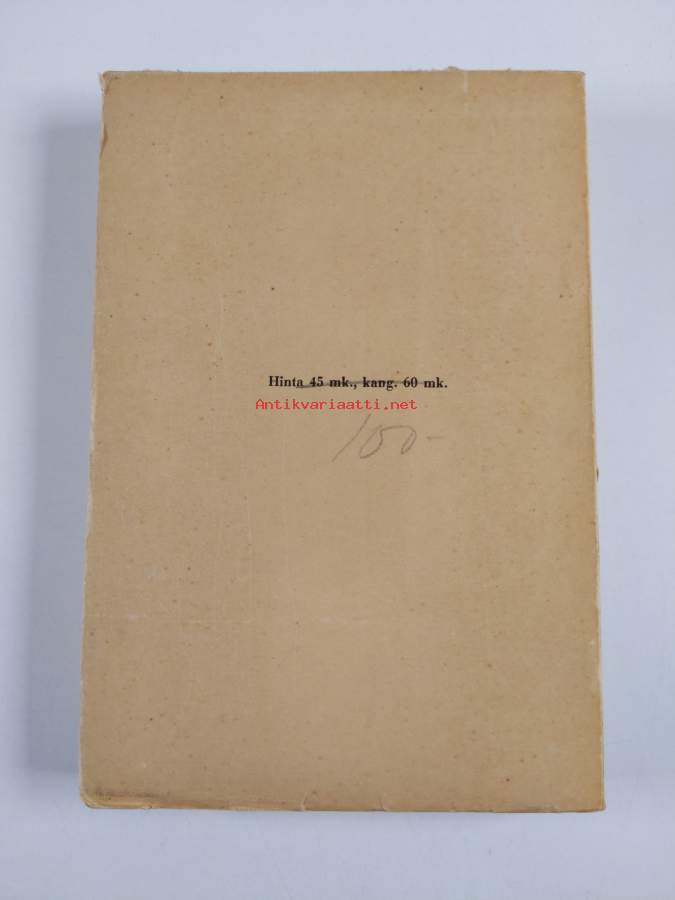 Hinta 45 mk., kang. 60 mk.
Antikvariaatti.net
100-